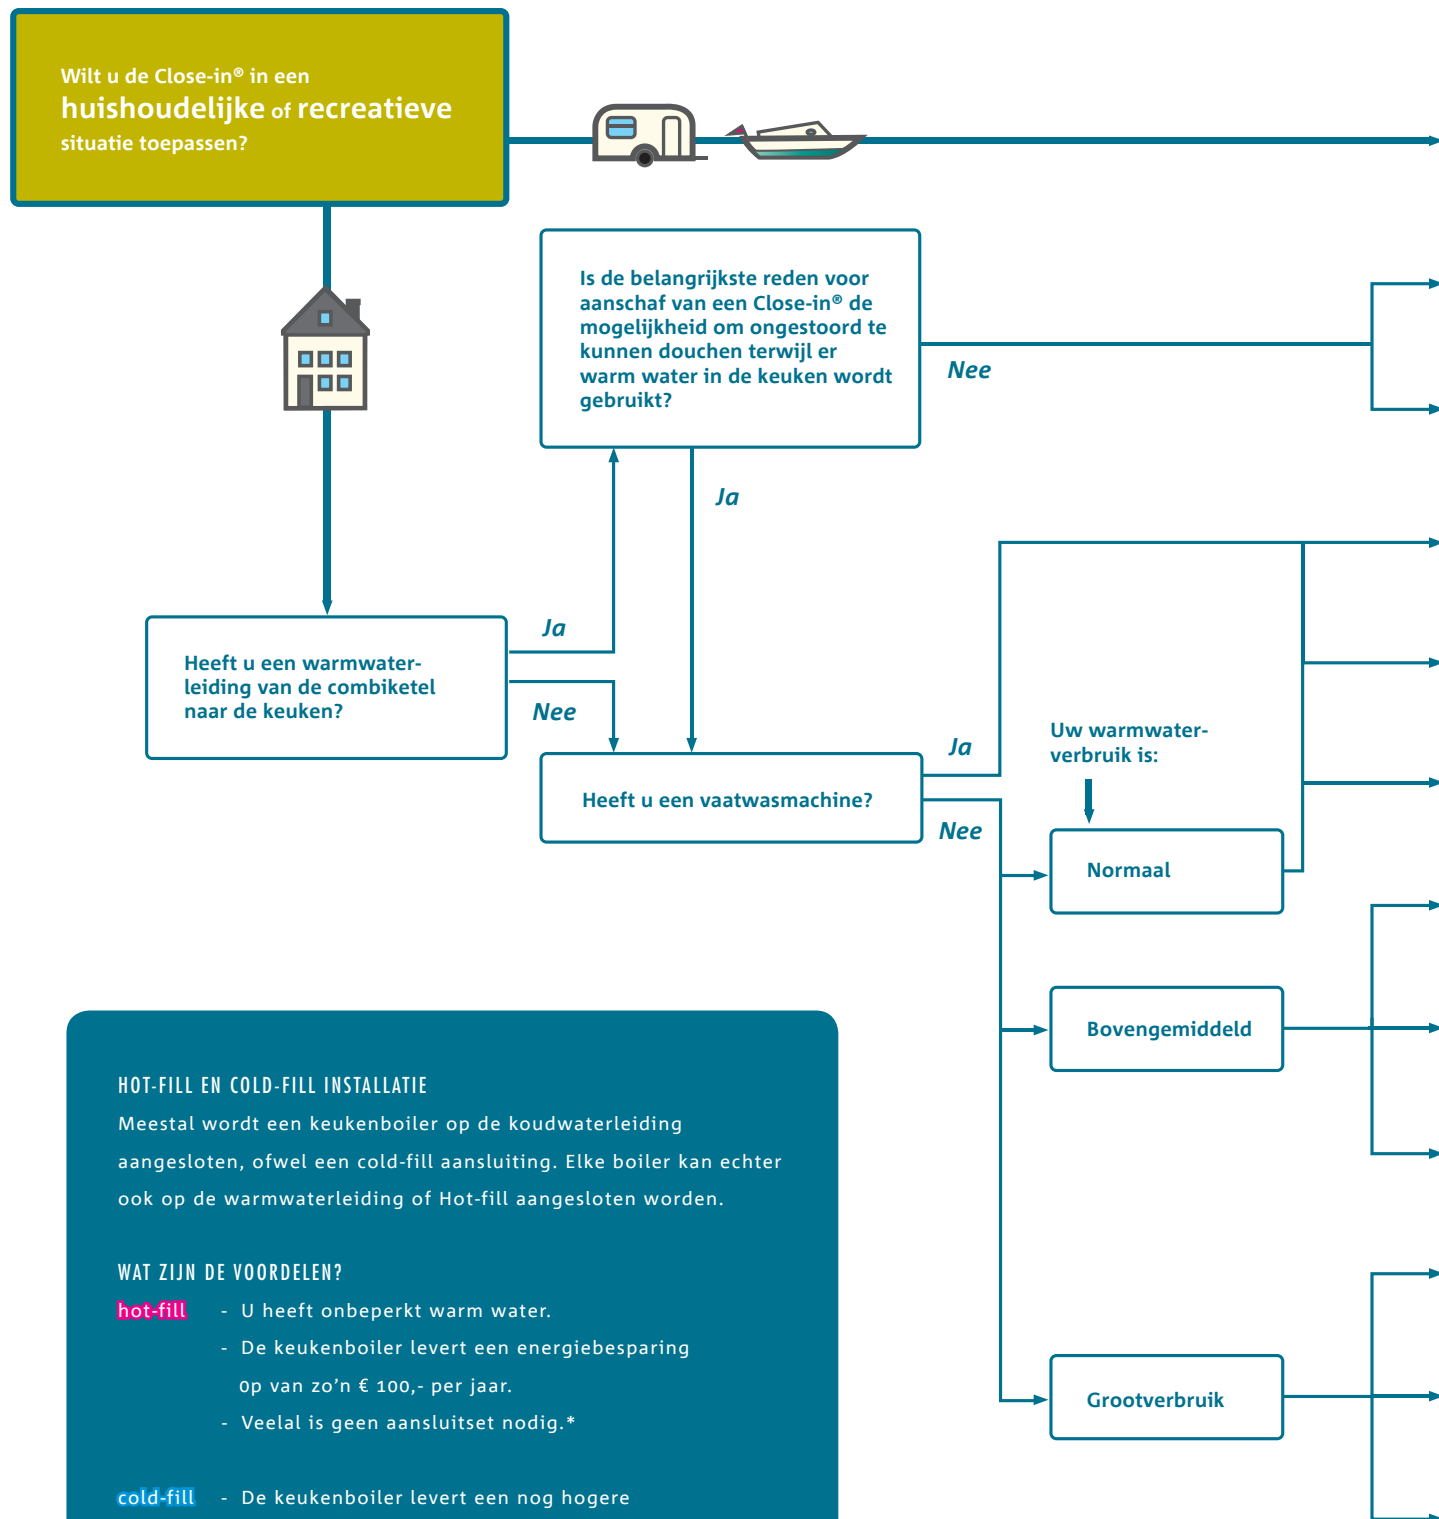 Wilt u de Close-in® in een
huishoudelijke of recreatieve
situatie toepassen?
Is de belangrijkste reden voor
aanschaf van een Close-in® de
mogelijkheid om ongestoord te
kunnen douchen terwijl er
warm water in de keuken wordt
gebruikt?
Nee
Ja
Heeft u een warmwater-
leiding van de combiketel
naar de keuken?
Ja
Nee
Heeft u een vaatwasmachine?
Ja
Nee
Uw warmwater-
verbruik is:
Normaal
Bovengemiddeld
Grootverbruik
HOT-FILL EN COLD-FILL INSTALLATIE
Meestal wordt een keukenboiler op de koudwaterleiding
aangesloten, ofwel een cold-fill aansluiting. Elke boiler kan echter
ook op de warmwaterleiding of Hot-fill aangesloten worden.
WAT ZIJN DE VOORDELEN?
hot-fill - U heeft onbeperkt warm water.
- De keukenboiler levert een energiebesparing
op van zo’n € 100,- per jaar.
- Veelal is geen aansluitset nodig.*
cold-fill - De keukenboiler levert een nog hogere